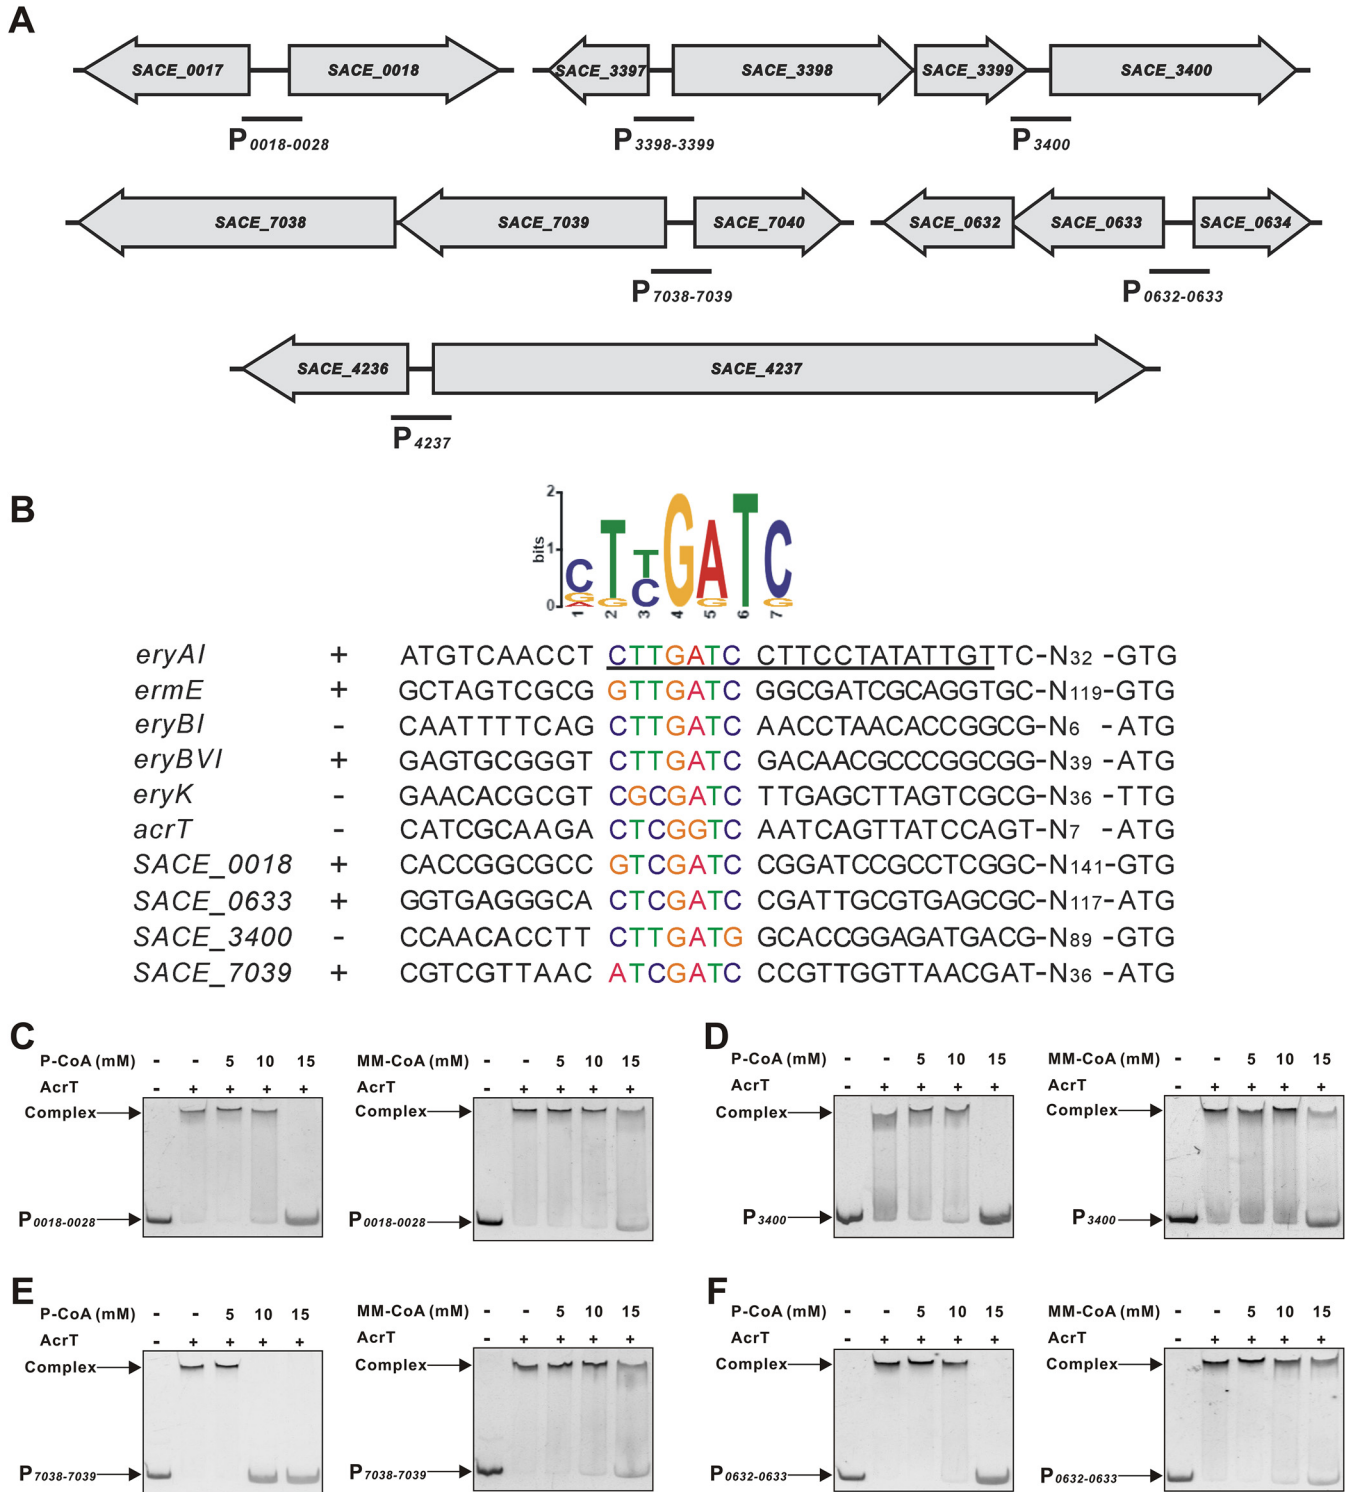 A
SACE_0017 SACE_0018 SACE_3397 SACE_3398 SACE_3399 SACE_3400
P0018-0028 P3398-3399 P3400
SACE_7038 SACE_7039 SACE_7040 SACE_0632 SACE_0633 SACE_0634
P7038-7039 P0632-0633
SACE_4236 SACE_4237
P4237
B
2
bits 1
0
C T T G A T C
G G C G G
A
1 2 3 4 5 6 7
eryAI + ATGTCAACCT CTTGATC CTTCCTATATTGTTC-N32 -GTG
ermE + GCTAGTCGCG GTTGATC GGCGATCGCAGGTGC-N119-GTG
eryBI - CAATTTTCAG CTTGATC AACCTAACACCGGCG-N6 -ATG
eryBVI + GAGTGCGGGT CTTGATC GACAACGCCCGGCGG-N39 -ATG
eryK - GAACACGCGT CGCGATC TTGAGCTTAGTCGCG-N36 -TTG
acrT - CATCGCAAGA CTCGGTC AATCAGTTATCCAGT-N7 -ATG
SACE_0018 + CACCGGCGCC GTCGATC CGGATCCGCCTCGGC-N141-GTG
SACE_0633 + GGTGAGGGCA CTCGATC CGATTGCGTGAGCGC-N117-ATG
SACE_3400 - CCAACACCTT CTTGATG GCACCGGAGATGACG-N89 -GTG
SACE_7039 + CGTCGTTAAC ATCGATC CCGTTGGTTAACGAT-N36 -ATG
C
P-CoA (mM) - - 5 10 15
AcrT - + + + +
Complex
P0018-0028
MM-CoA (mM) - - 5 10 15
AcrT - + + + +
Complex
P0018-0028
D
P-CoA (mM) - - 5 10 15
AcrT - + + + +
Complex
P3400
MM-CoA (mM) - - 5 10 15
AcrT - + + + +
Complex
P3400
E
P-CoA (mM) - - 5 10 15
AcrT - + + + +
Complex
P7038-7039
MM-CoA (mM) - - 5 10 15
AcrT - + + + +
Complex
P7038-7039
F
P-CoA (mM) - - 5 10 15
AcrT - + + + +
Complex
P0632-0633
MM-CoA (mM) - - 5 10 15
AcrT - + + + +
Complex
P0632-0633